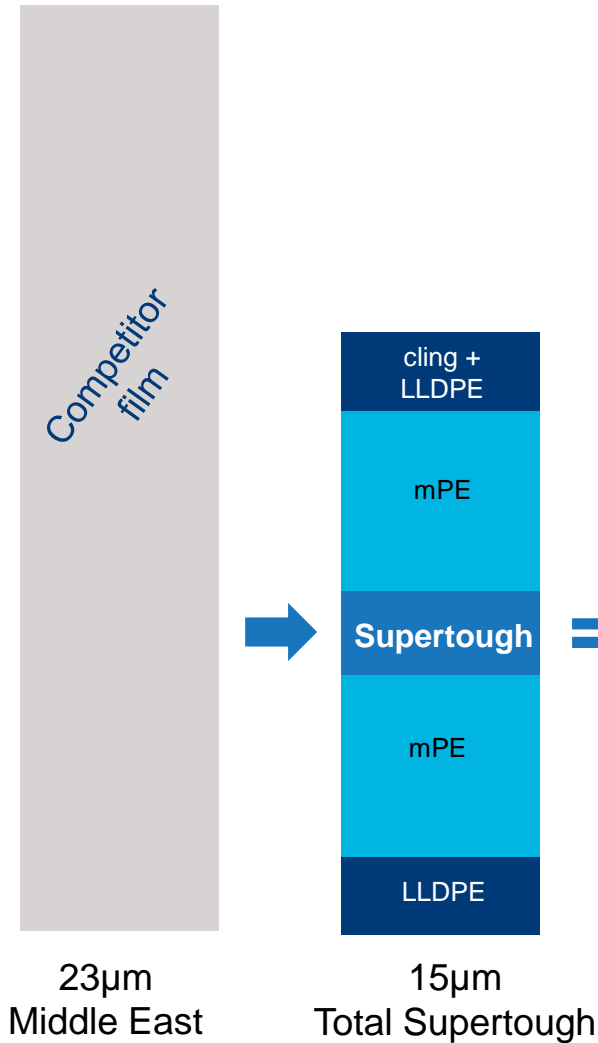 Competitor
film
cling +
LLDPE
mPE
Supertough
=
mPE
LLDPE
23µm
Middle East
15µm
Total Supertough